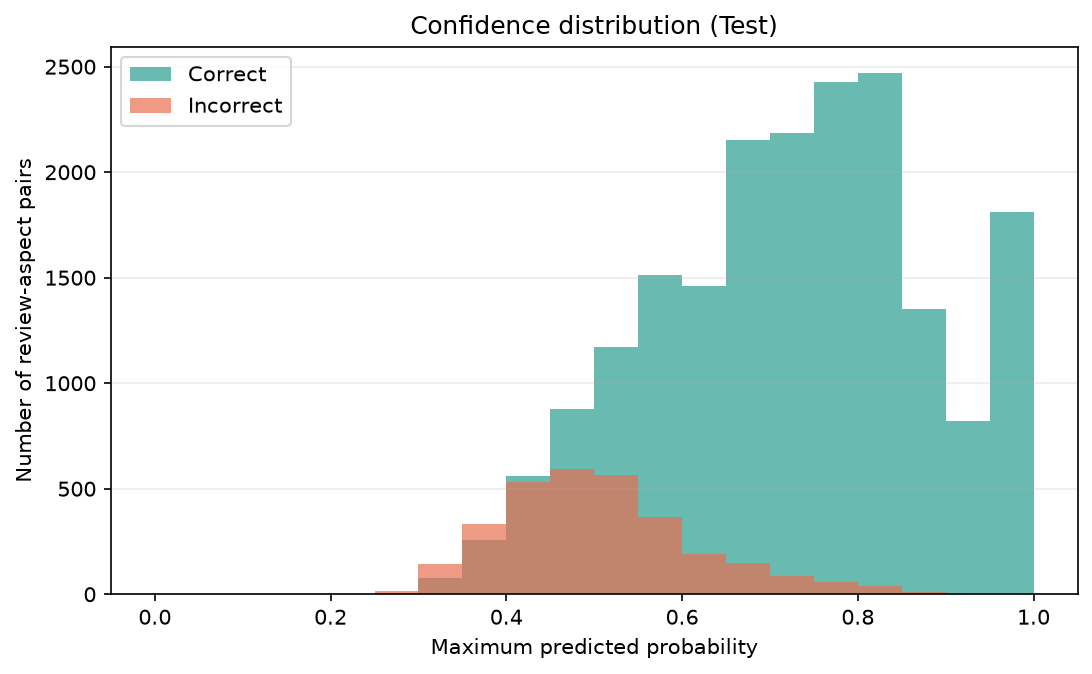 Confidence distribution (Test)
Correct
Incorrect
Number of review-aspect pairs
2500
2000
1500
1000
500
0
0.0 0.2 0.4 0.6 0.8 1.0
Maximum predicted probability